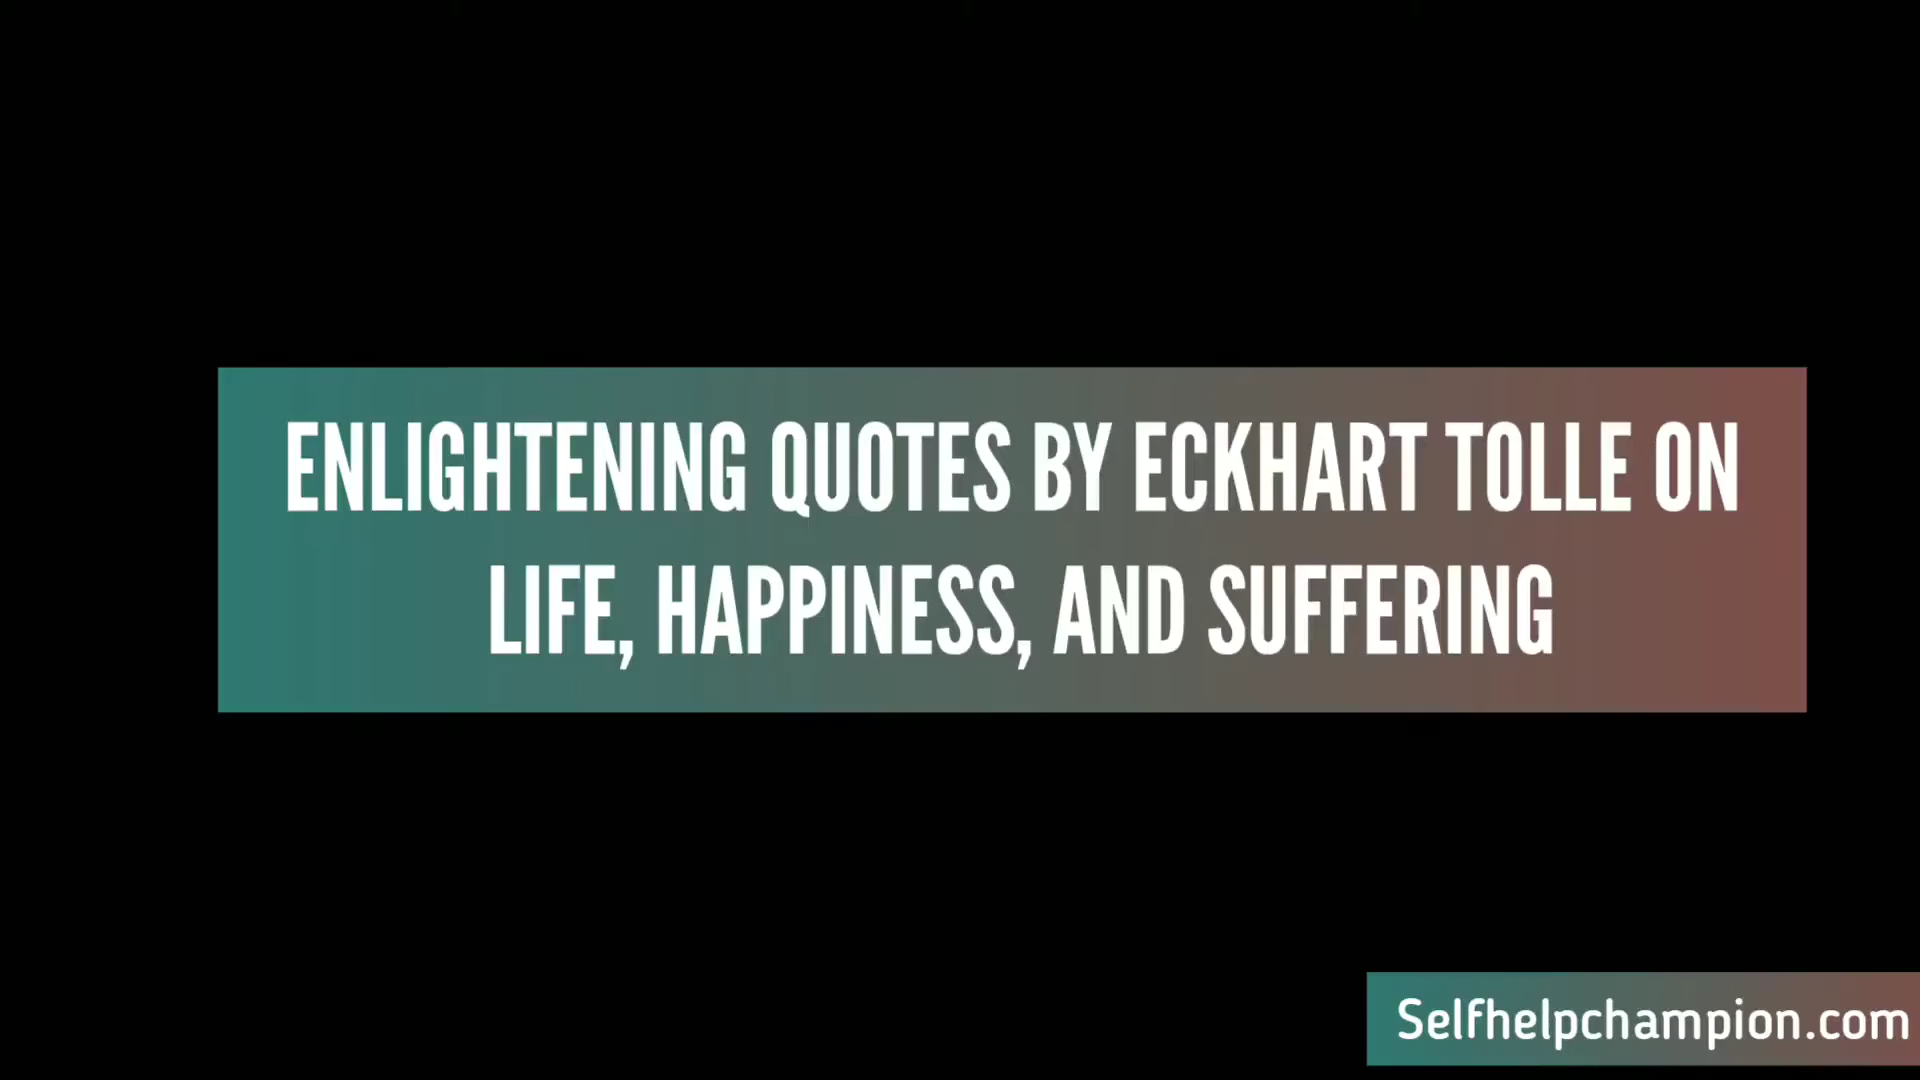 ENLIGHTENING QUOTES BY ECKHART TOLLE ON
LIFE, HAPPINESS, AND SUFFERING
Selfhelpchampion.com